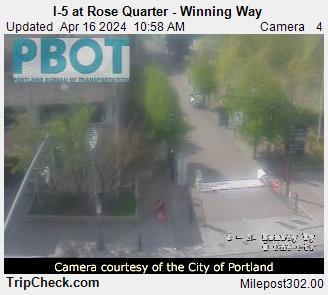 I-5 at Rose Quarter - Winning Way
Updated Apr 16 2024 10:58 AM Camera 4
PBOT
PORTLAND BUREAU OF TRANSPORTATION
Camera courtesy of the City of Portland
TripCheck.com Milepost302.00